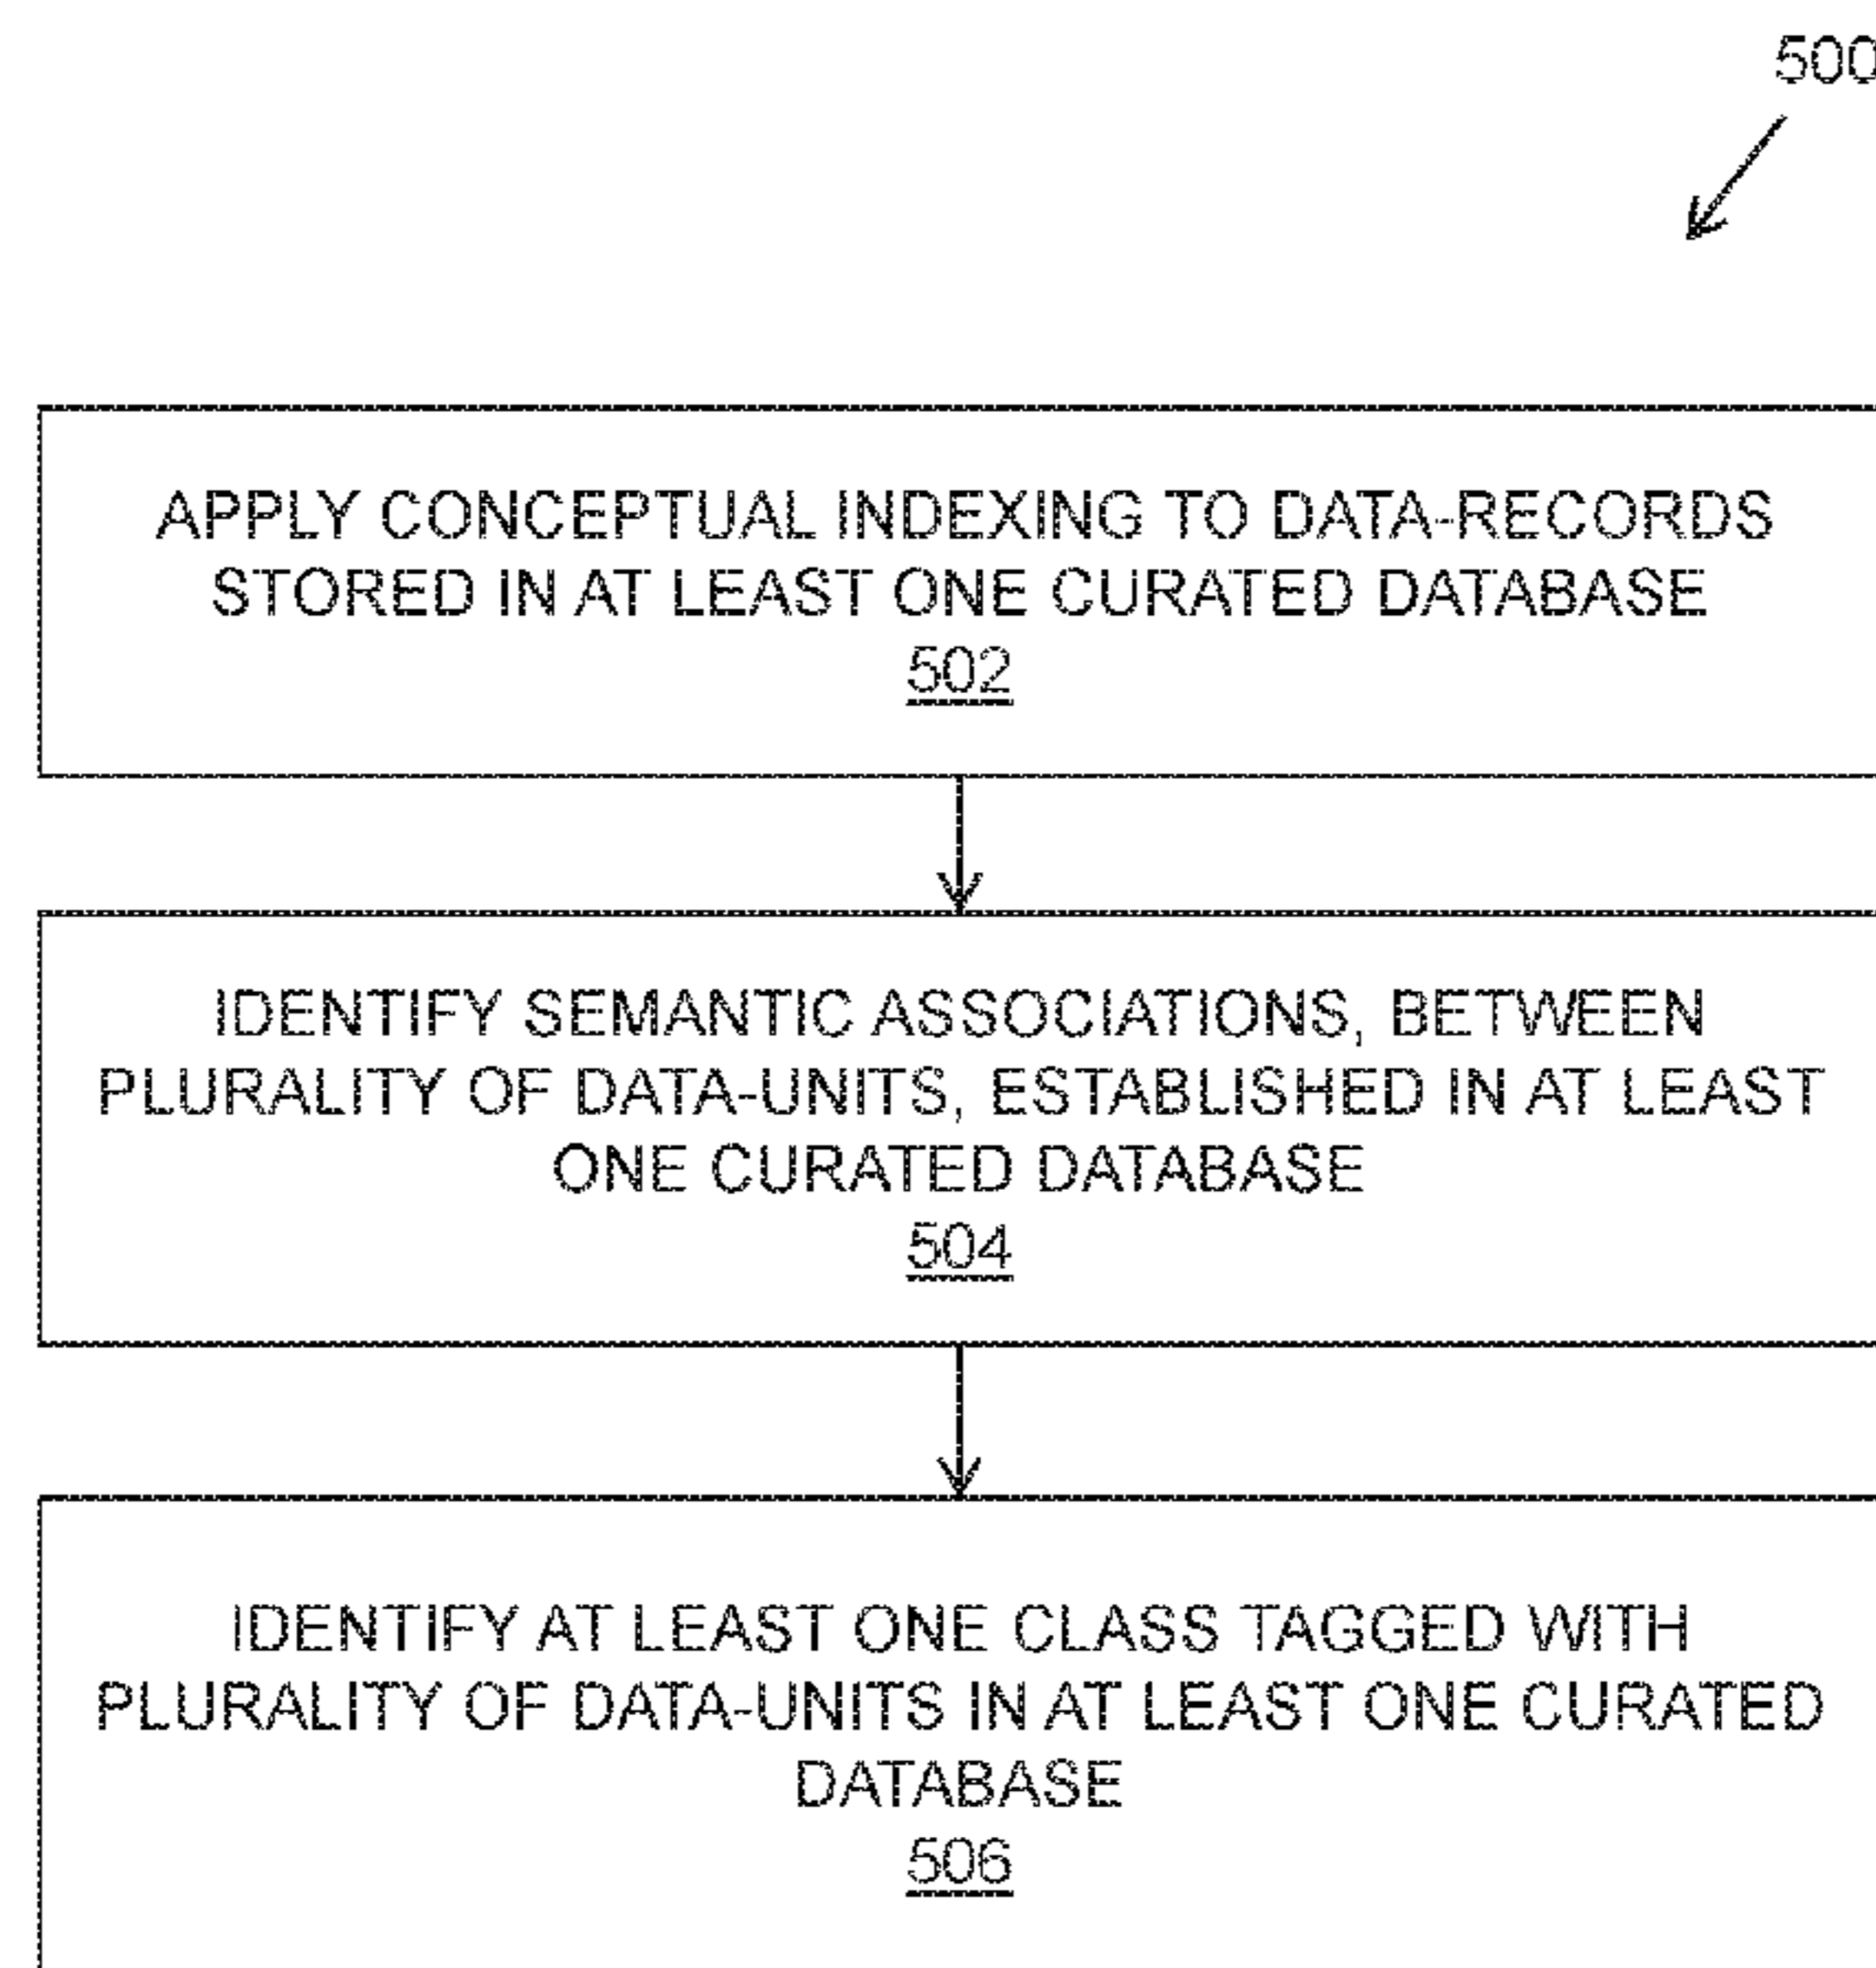 500
APPLY CONCEPTUAL INDEXING TO DATA-RECORDS
STORED IN AT LEAST ONE CURATED DATABASE
502
IDENTIFY SEMANTIC ASSOCIATIONS, BETWEEN
PLURALITY OF DATA-UNITS, ESTABLISHED IN AT LEAST
ONE CURATED DATABASE
504
IDENTIFY AT LEAST ONE CLASS TAGGED WITH
PLURALITY OF DATA-UNITS IN AT LEAST ONE CURATED
DATABASE
506